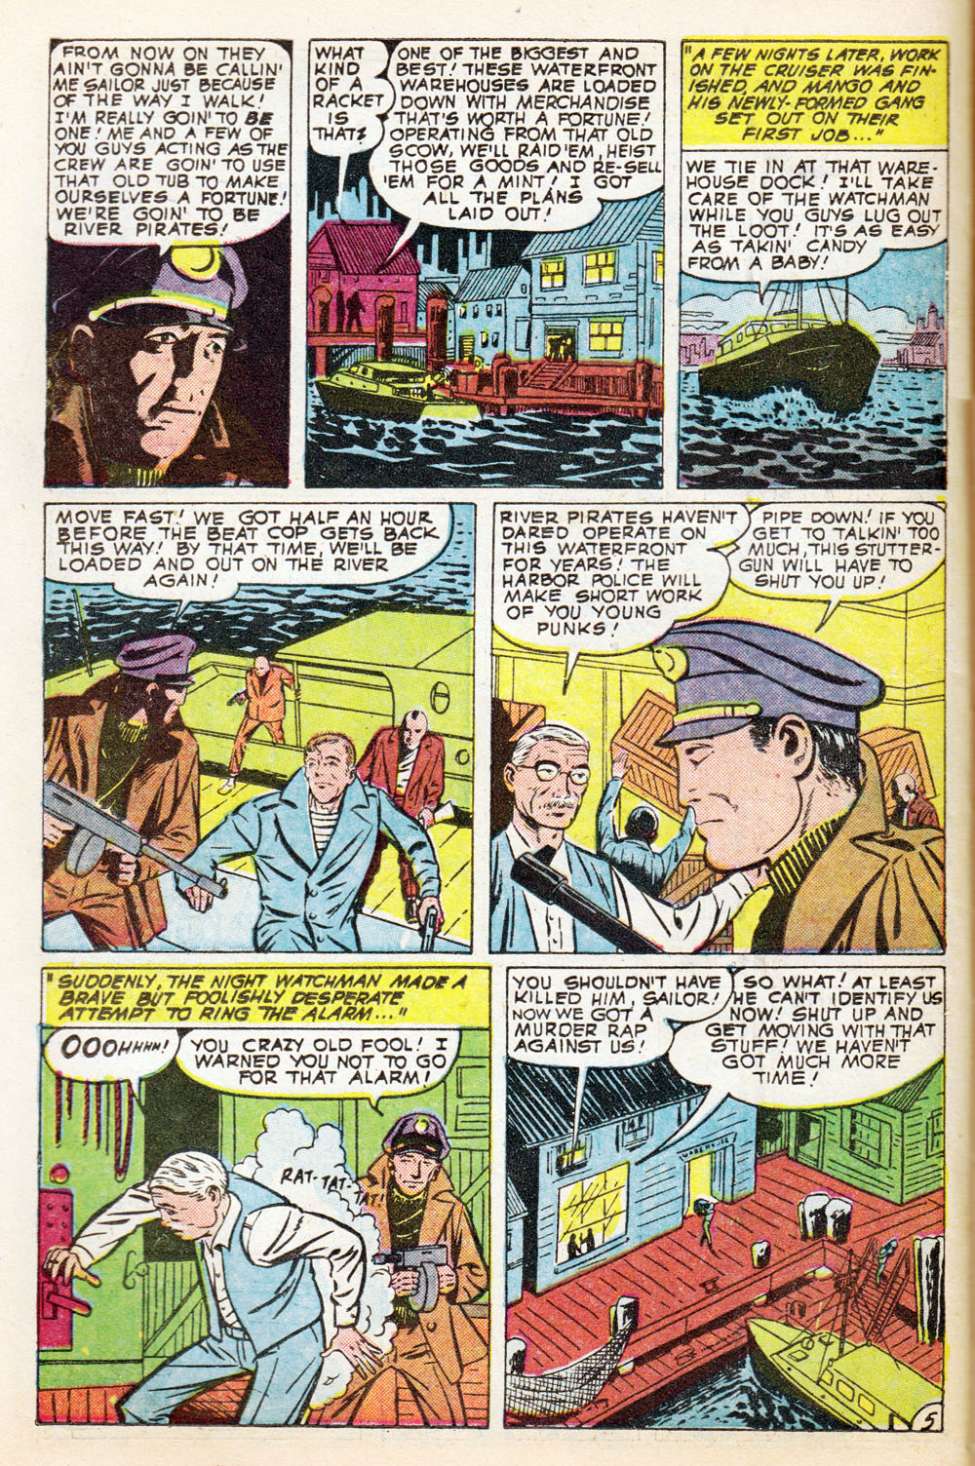 FROM NOW ON THEY
AIN'T GONNA BE CALLIN'
ME SAILOR JUST BECAUSE
OF THE WAY I WALK!
I'M REALLY GOIN' TO BE
ONE! ME AND A FEW OF
YOU GUYS ACTING AS THE
CREW ARE GOIN' TO USE
THAT OLD TUB TO MAKE
OURSELVES A FORTUNE!
WE'RE GOIN' TO BE
RIVER PIRATES!
WHAT
KIND
OF A
RACKET
IS
THAT?
ONE OF THE BIGGEST AND
BEST! THESE WATERFRONT
WAREHOUSES ARE LOADED
DOWN WITH MERCHANDISE
THAT'S WORTH A FORTUNE!
OPERATING FROM THAT OLD
SCOW, WE'LL RAID 'EM, HEIST
THOSE GOODS AND RE-SELL
'EM FOR A MINT! I GOT
ALL THE PLANS
LAID OUT!
"A FEW NIGHTS LATER, WORK
ON THE CRUISER WAS FIN-
ISHED, AND MANGO AND
HIS NEWLY-FORMED GANG
SET OUT ON THEIR
FIRST JOB..."
WE TIE IN AT THAT WARE-
HOUSE DOCK! I'LL TAKE
CARE OF THE WATCHMAN
WHILE YOU GUYS LUG OUT
THE LOOT! IT'S AS EASY
AS TAKIN' CANDY
FROM A BABY!
MOVE FAST! WE GOT HALF AN HOUR
BEFORE THE BEAT COP GETS BACK
THIS WAY! BY THAT TIME, WE'LL BE
LOADED AND OUT ON THE RIVER
AGAIN!
RIVER PIRATES HAVEN'T
DARED OPERATE ON
THIS WATERFRONT
FOR YEARS! THE
HARBOR POLICE WILL
MAKE SHORT WORK
OF YOU YOUNG
PUNKS!
PIPE DOWN! IF YOU
GET TO TALKIN' TOO
MUCH, THIS STUTTER-
GUN WILL HAVE TO
SHUT YOU UP!
"SUDDENLY, THE NIGHT WATCHMAN MADE A
BRAVE BUT FOOLISHLY DESPERATE
ATTEMPT TO RING THE ALARM..."
OOOHHHH!
YOU CRAZY OLD FOOL! I
WARNED YOU NOT TO GO
FOR THAT ALARM!
RAT-TAT-
TAT!
YOU SHOULDN'T HAVE
KILLED HIM, SAILOR!
NOW WE GOT A
MURDER RAP
AGAINST US!
SO WHAT! AT LEAST
HE CAN'T IDENTIFY US
NOW! SHUT UP AND
GET MOVING WITH THAT
STUFF! WE HAVEN'T
GOT MUCH MORE
TIME!
WAREHOUSE
5